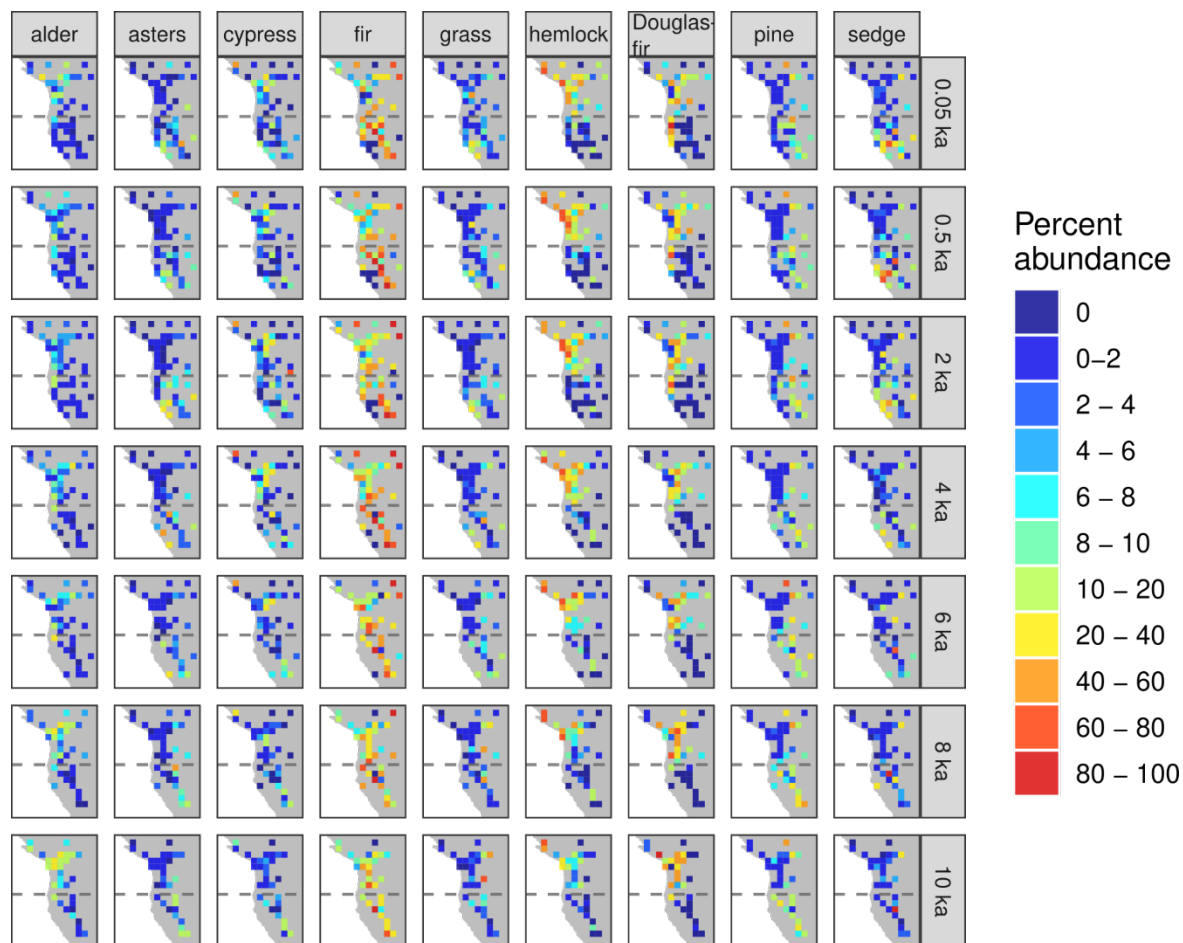 alder asters cypress fir grass hemlock Douglas-
fir pine sedge
0.05 ka
0.5 ka
2 ka
4 ka
6 ka
8 ka
10 ka
Percent
abundance
0
0–2
2 – 4
4 – 6
6 – 8
8 – 10
10 – 20
20 – 40
40 – 60
60 – 80
80 – 100